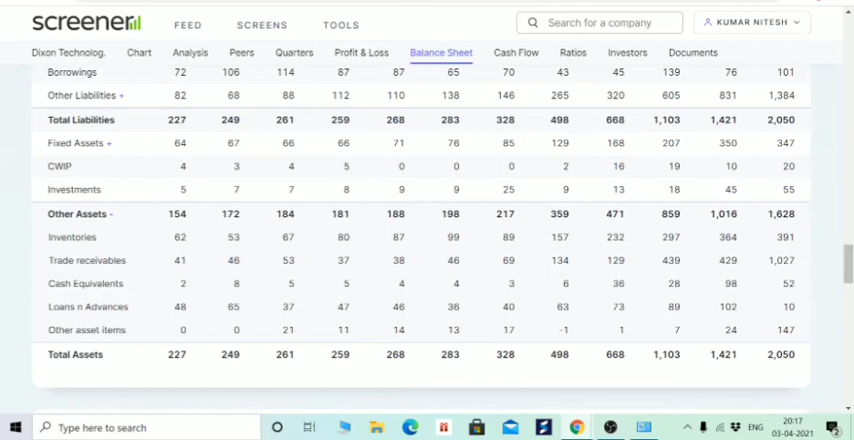 screener
FEED SCREENS TOOLS
Search for a company
KUMAR NITESH
Dixon Technolog. Chart Analysis Peers Quarters Profit & Loss Balance Sheet Cash Flow Ratios Investors Documents
Borrowings 72 106 114 87 87 65 70 43 45 139 76 101
Other Liabilities + 82 68 88 112 110 138 146 265 320 605 831 1,384
Total Liabilities 227 249 261 259 268 283 328 498 668 1,103 1,421 2,050
Fixed Assets + 64 67 66 66 71 76 85 129 168 207 350 347
CWIP 4 3 4 5 0 0 0 2 16 19 10 20
Investments 5 7 7 8 9 9 25 9 13 18 45 55
Other Assets - 154 172 184 181 188 198 217 359 471 859 1,016 1,628
Inventories 62 53 67 80 87 99 89 157 232 297 364 391
Trade receivables 41 46 53 37 38 46 69 134 129 439 429 1,027
Cash Equivalents 2 8 5 5 4 4 3 6 36 28 98 52
Loans n Advances 48 65 37 47 46 36 40 63 73 89 102 10
Other asset items 0 0 21 11 14 13 17 -1 1 7 24 147
Total Assets 227 249 261 259 268 283 328 498 668 1,103 1,421 2,050
Type here to search
ENG
20:17
03-04-2021
2